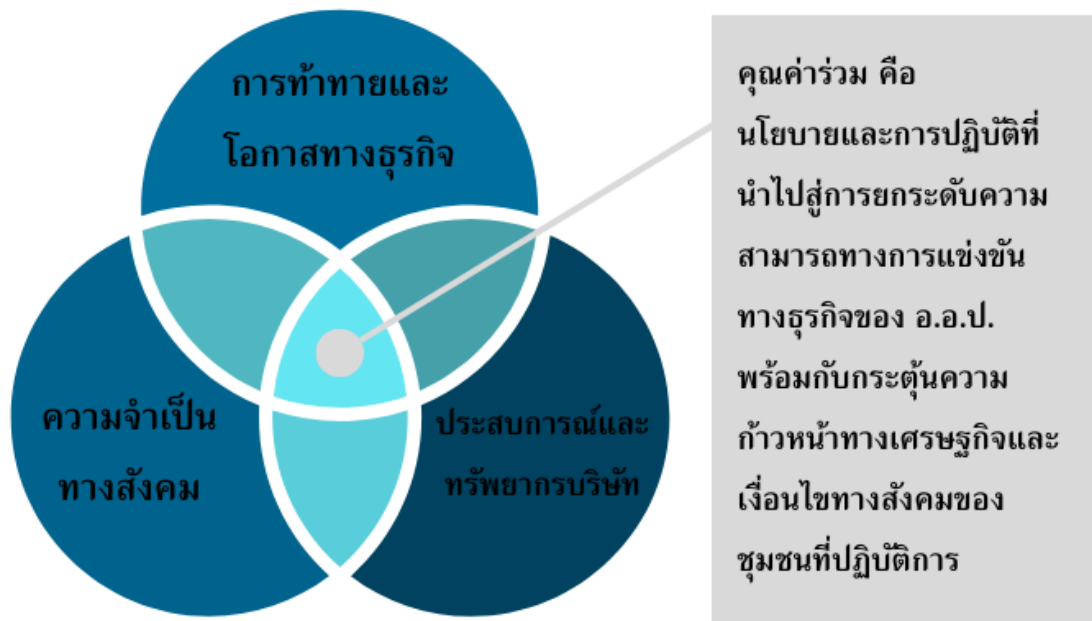 การท้าทายและ
โอกาสทางธุรกิจ
ความจำเป็น
ทางสังคม
ประสบการณ์และ
ทรัพยากรบริษัท
คุณค่าร่วม คือ
นโยบายและการปฏิบัติที่
นำไปสู่การยกระดับความ
สามารถทางการแข่งขัน
ทางธุรกิจของ อ.อ.ป.
พร้อมกับกระตุ้นความ
ก้าวหน้าทางเศรษฐกิจและ
เงื่อนไขทางสังคมของ
ชุมชนที่ปฏิบัติการ